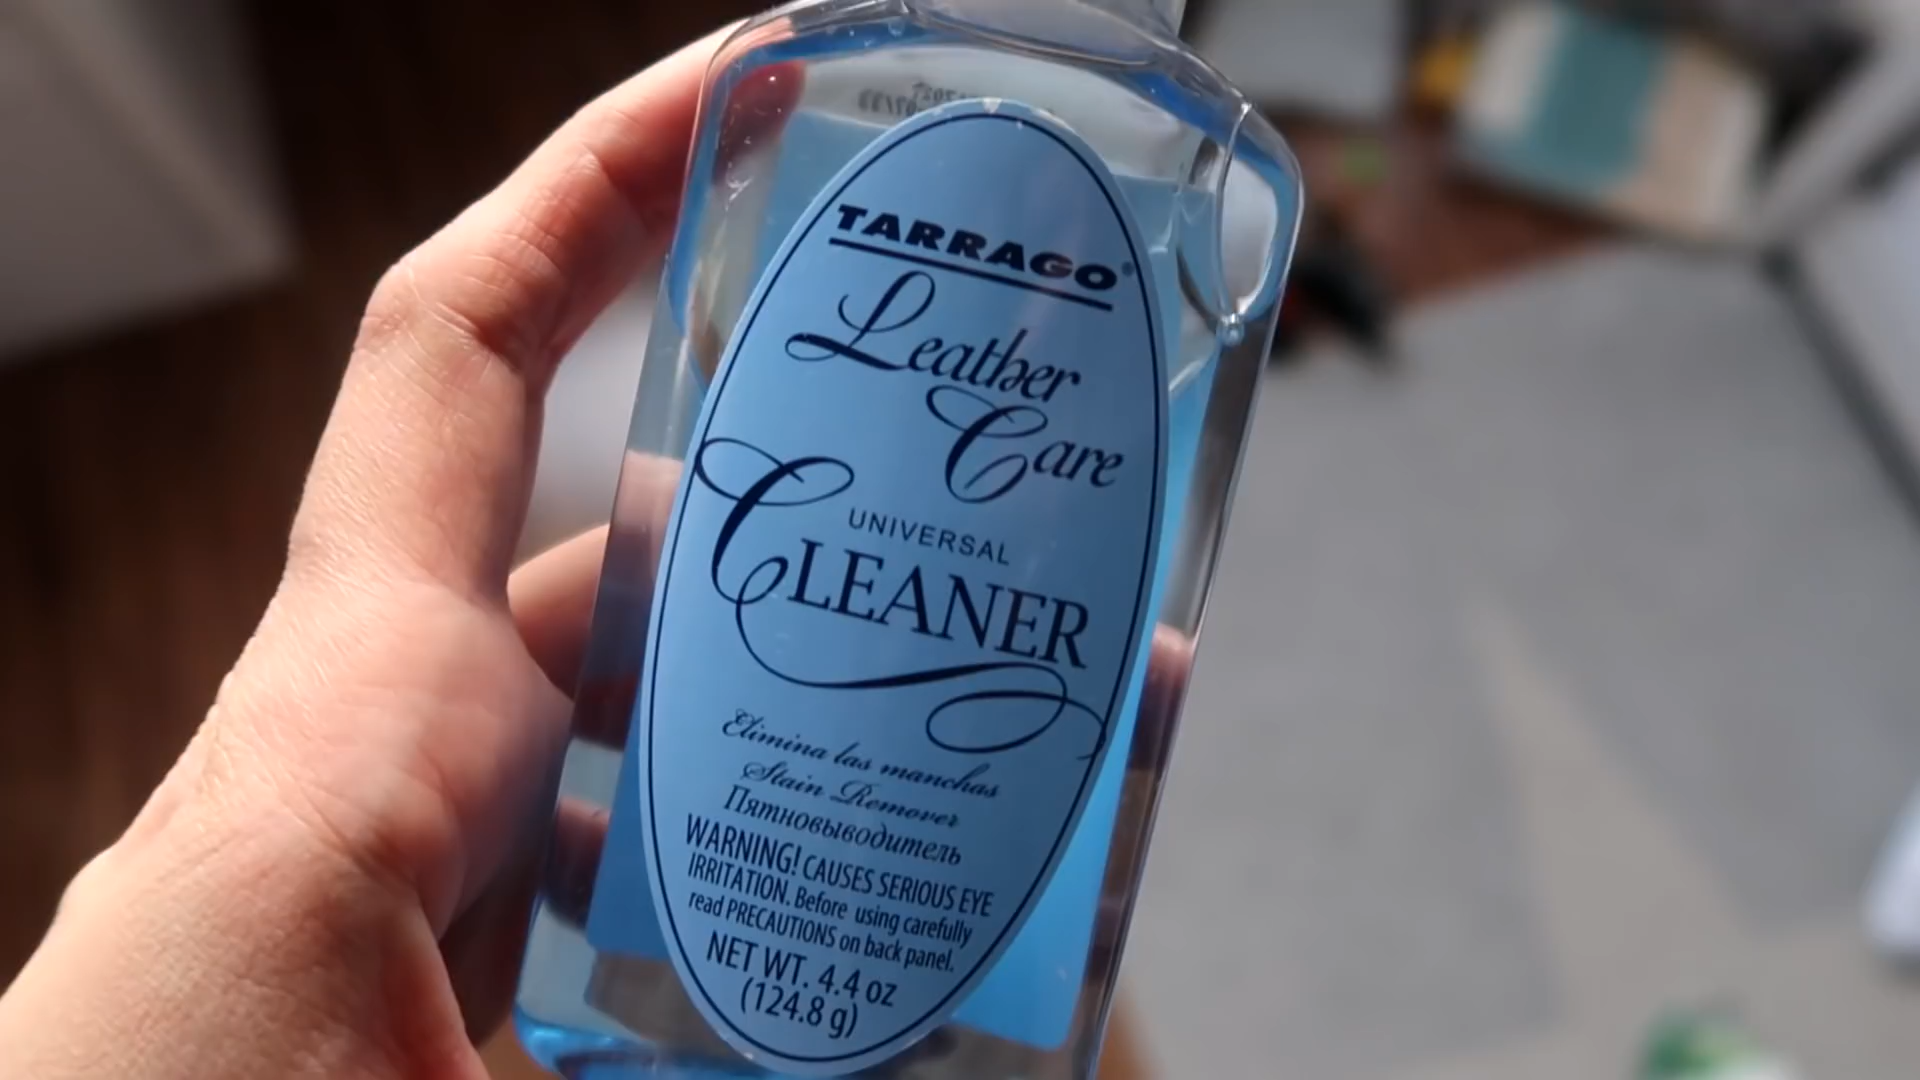 TARRAGO®
Leather
Care
UNIVERSAL
CLEANER
Elimina las manchas
Stain Remover
Пятновыводитель
WARNING! CAUSES SERIOUS EYE
IRRITATION. Before using carefully
read PRECAUTIONS on back panel.
NET WT. 4.4 oz
(124.8 g)